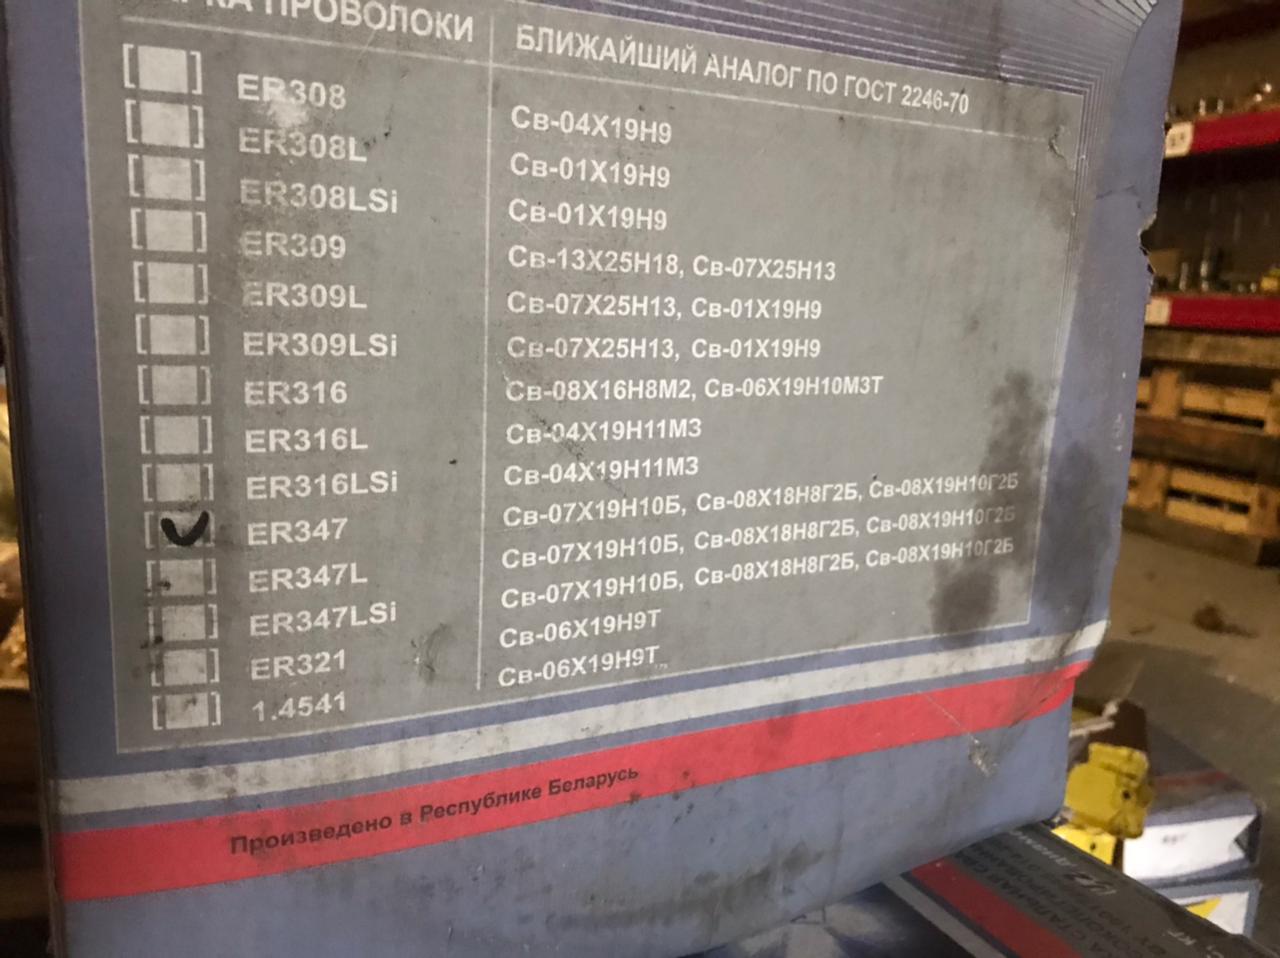 РКА ПРОВОЛОКИ БЛИЖАЙШИЙ АНАЛОГ ПО ГОСТ 2246-70
[ ] ER308 Св-04Х19Н9
[ ] ER308L Св-01Х19Н9
[ ] ER308LSi Св-01Х19Н9
[ ] ER309 Св-13Х25Н18, Св-07Х25Н13
[ ] ER309L Св-07Х25Н13, Св-01Х19Н9
[ ] ER309LSi Св-07Х25Н13, Св-01Х19Н9
[ ] ER316 Св-08Х16Н8М2, Св-06Х19Н10М3Т
[ ] ER316L Св-04Х19Н11М3
[ ] ER316LSi Св-04Х19Н11М3
[✓] ER347 Св-07Х19Н10Б, Св-08Х18Н8Г2Б, Св-08Х19Н10Г2Б
[ ] ER347L Св-07Х19Н10Б, Св-08Х18Н8Г2Б, Св-08Х19Н10Г2Б
[ ] ER347LSi Св-07Х19Н10Б, Св-08Х18Н8Г2Б, Св-08Х19Н10Г2Б
[ ] ER321 Св-06Х19Н9Т
[ ] 1.4541 Св-06Х19Н9Т
Произведено в Республике Беларусь